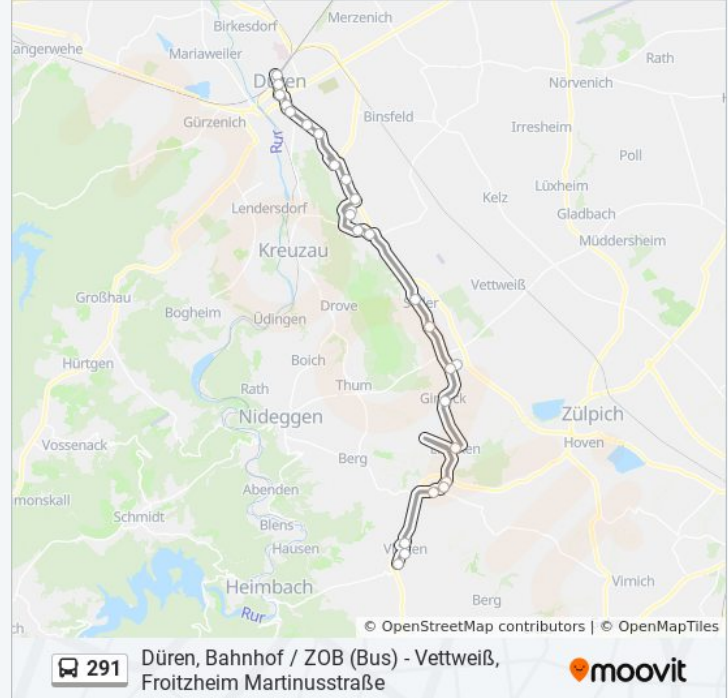 Merzenich
Birkesdorf
angerwehe
Mariaweiler
Rath
Düren
Nörvenich
Gürzenich
Binsfeld
Irresheim
Rur
Poll
Lüxheim
Kelz
Lendersdorf
Gladbach
Müddersheim
Kreuzau
Vettweiß
Großhau
Drove
Bogheim
Üdingen
Hürtgen
Boich
Rath
Thum
Zülpich
Nideggen
Vossenack
Hoven
Berg
monskall
Abenden
Schmidt
Blens
Hausen
Heimbach
Virnich
Berg
Rur
ch
© OpenStreetMap contributors | © OpenMapTiles
291
Düren, Bahnhof / ZOB (Bus) - Vettweiß,
Froitzheim Martinusstraße
moovit